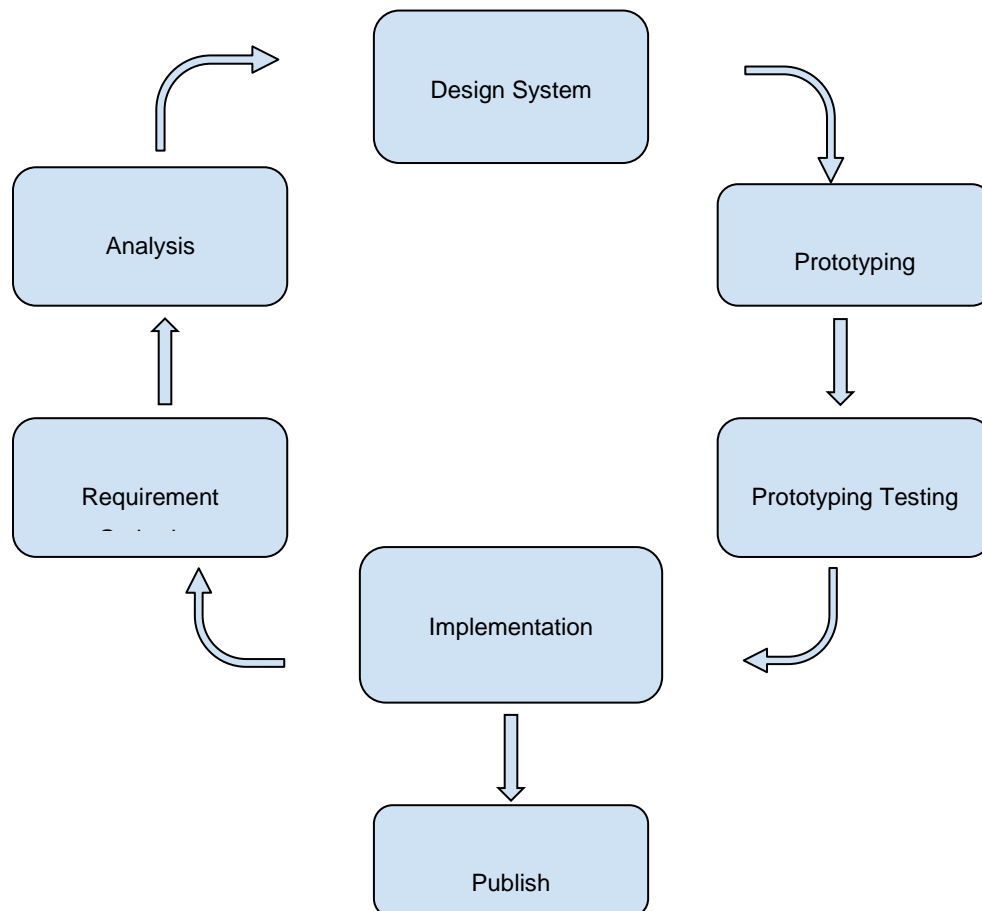 Design System
Analysis
Prototyping
Requirement
Prototyping Testing
Implementation
Publish